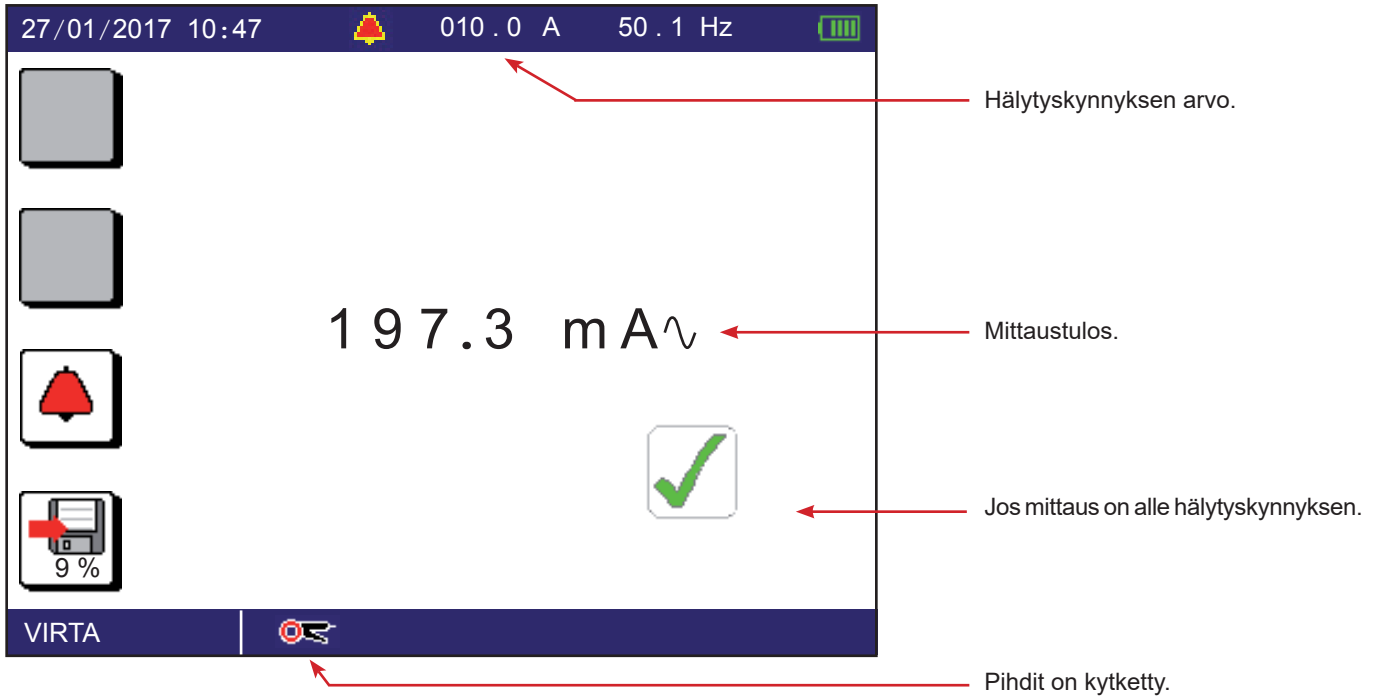 27/01/2017 10:47 010.0 A 50.1 Hz
Hälytyskynnyksen arvo.
197.3 mA∿
Mittaustulos.
Jos mittaus on alle hälytyskynnyksen.
9 %
VIRTA
Pihdit on kytketty.